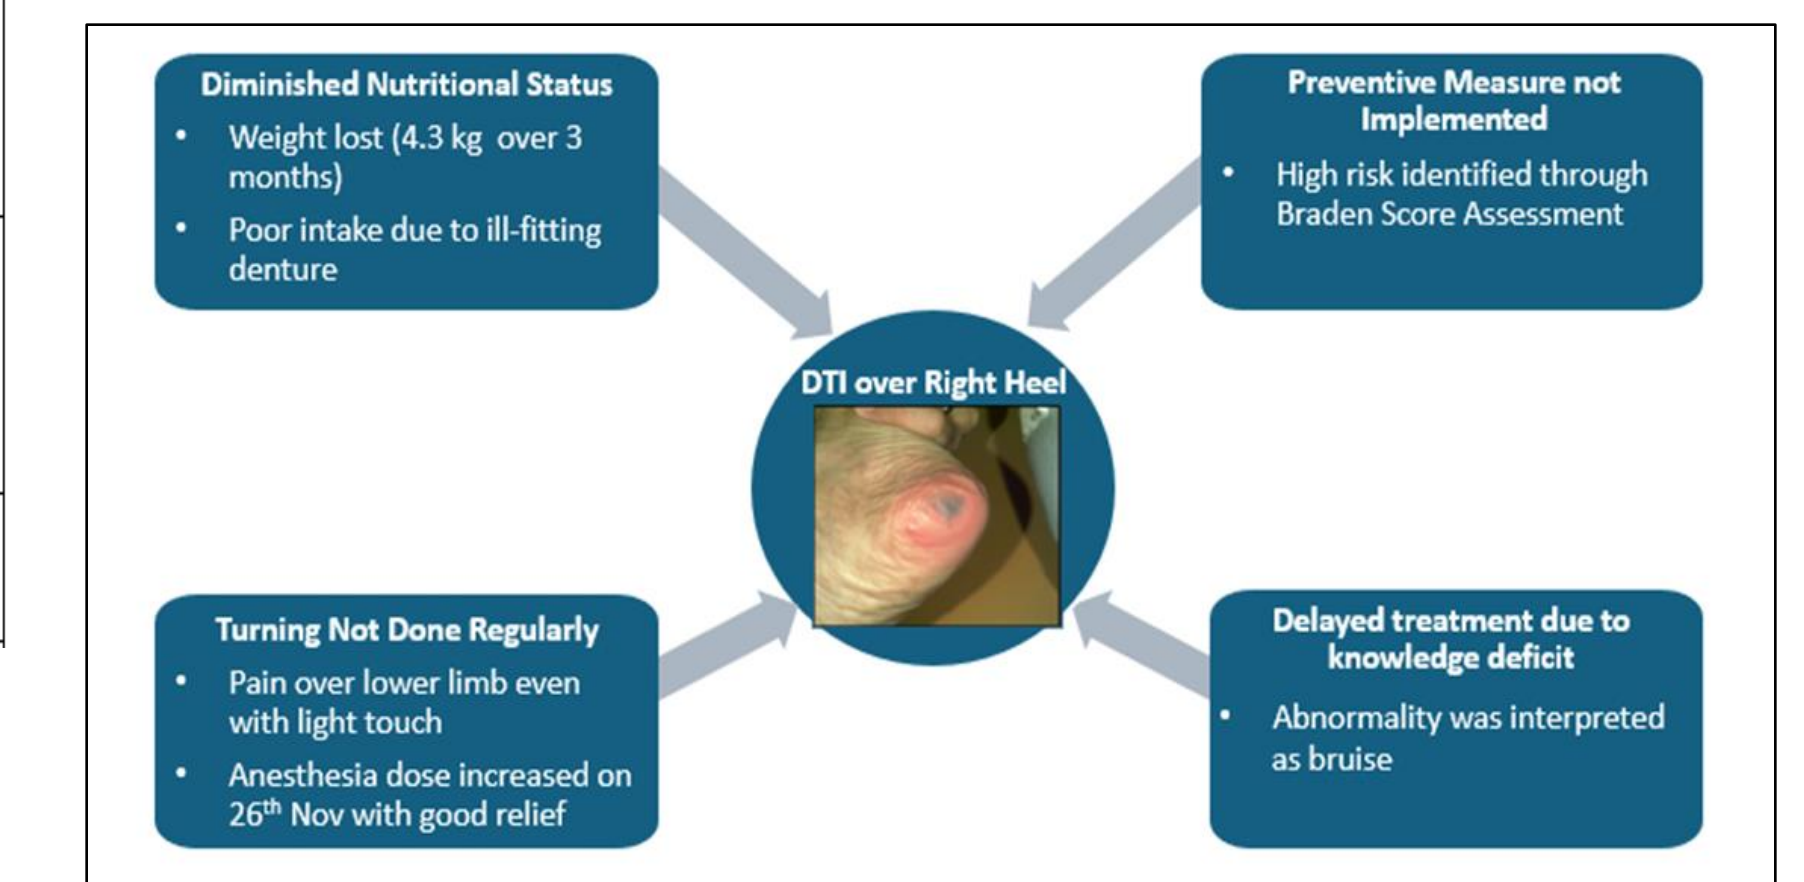 Diminished Nutritional Status
• Weight lost (4.3 kg over 3
months)
• Poor intake due to ill-fitting
denture
Preventive Measure not
Implemented
• High risk identified through
Braden Score Assessment
DTI over Right Heel
Turning Not Done Regularly
• Pain over lower limb even
with light touch
• Anesthesia dose increased on
26th Nov with good relief
Delayed treatment due to
knowledge deficit
• Abnormality was interpreted
as bruise